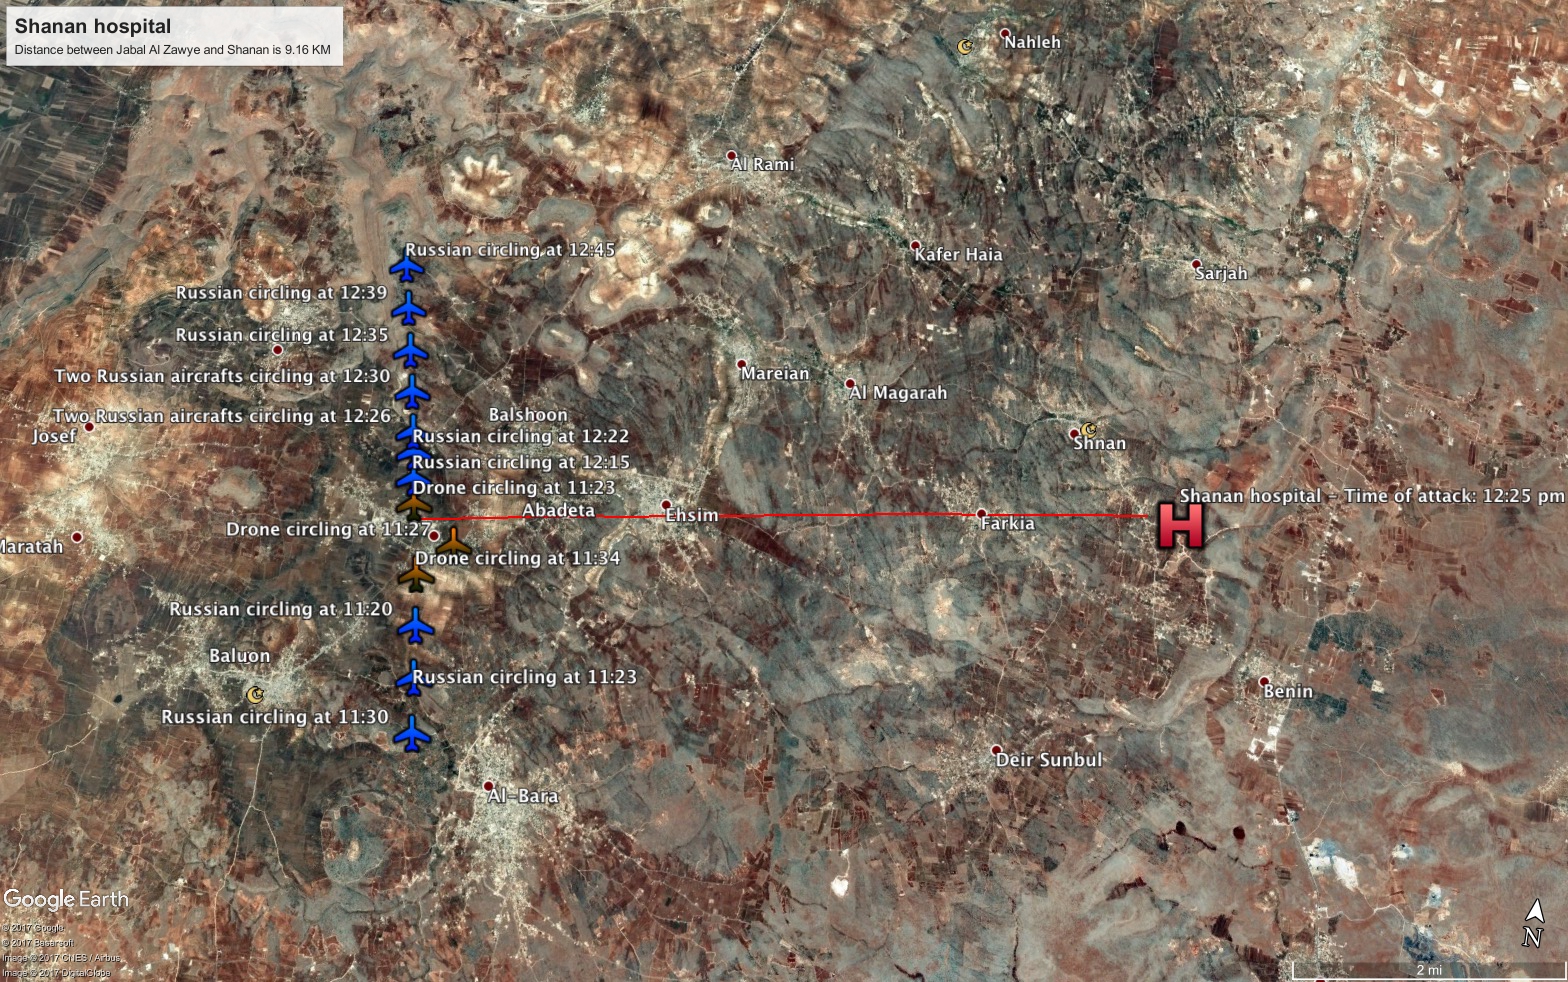 Shanan hospital
Distance between Jabal Al Zawye and Shanan is 9.16 KM
Nahleh
Al Rami
Russian circling at 12:45
Kafer Haia
Sarjah
Russian circling at 12:39
Russian circling at 12:35
Mareian
Two Russian aircrafts circling at 12:30
Al Magarah
Two Russian aircrafts circling at 12:26
Balshoon
Josef
Russian circling at 12:22
Shnan
Russian circling at 12:15
Drone circling at 11:23
Shanan hospital - Time of attack: 12:25 pm
Abadeta
Ehsim
Farkia
Drone circling at 11:27
Maratah
Drone circling at 11:34
Russian circling at 11:20
Baluon
Russian circling at 11:23
Benin
Russian circling at 11:30
Deir Sunbul
Al-Bara
H
Google Earth
© 2017 Google
© 2017 Basarsoft
Image © 2017 CNES / Airbus
Image © 2017 DigitalGlobe
N
2 mi